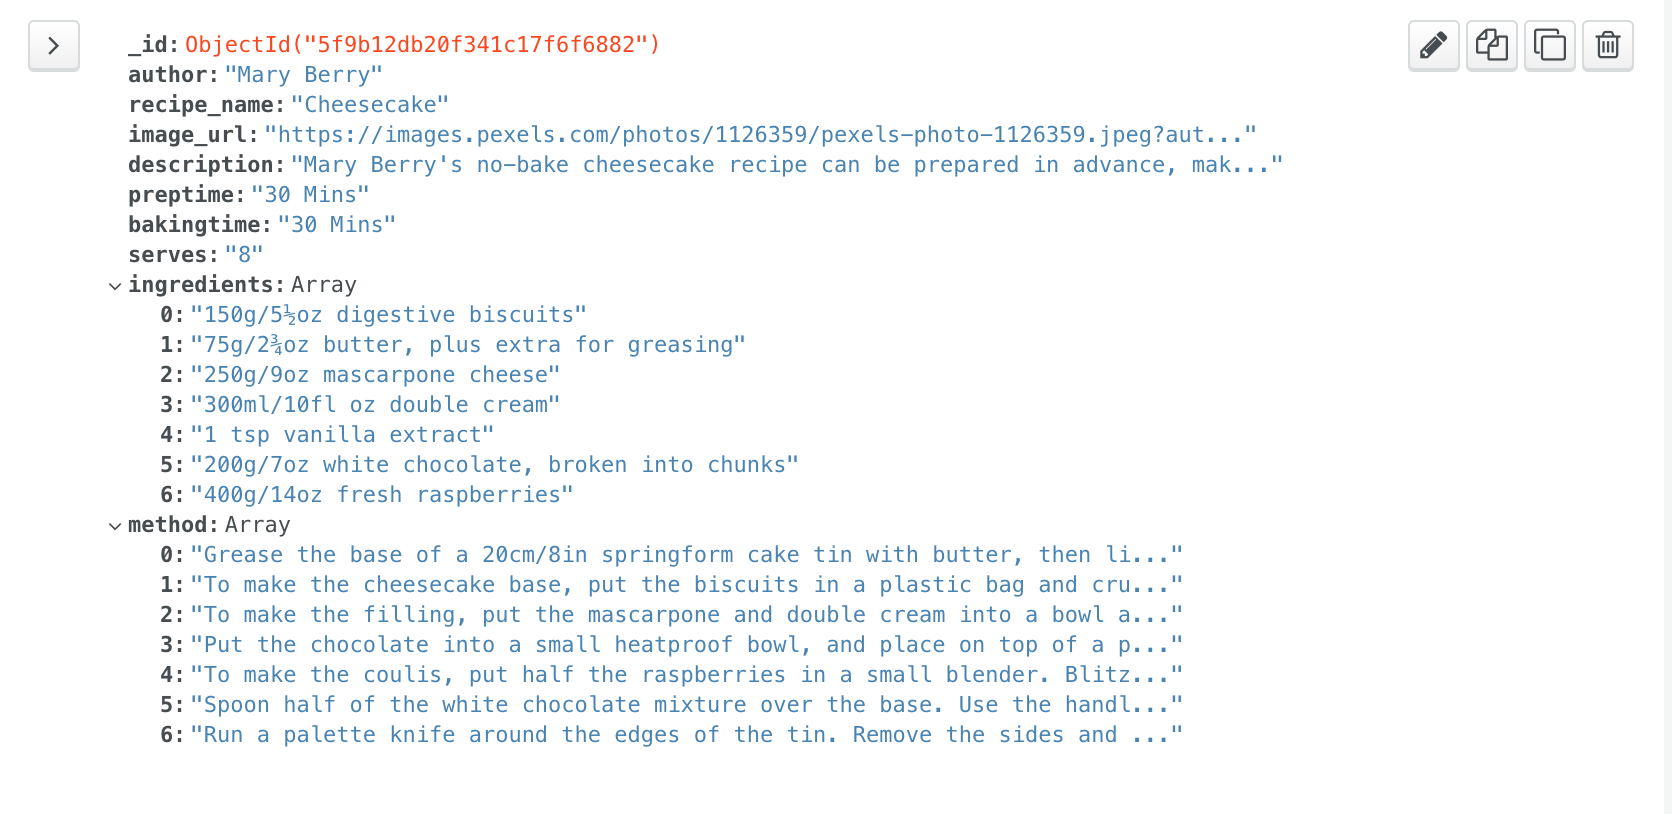 _id: ObjectId("5f9b12db20f341c17f6f6882")
author: "Mary Berry"
recipe_name: "Cheesecake"
image_url: "https://images.pexels.com/photos/1126359/pexels-photo-1126359.jpeg?aut..."
description: "Mary Berry's no-bake cheesecake recipe can be prepared in advance, mak..."
preptime: "30 Mins"
bakingtime: "30 Mins"
serves: "8"
ingredients: Array
0: "150g/5½oz digestive biscuits"
1: "75g/2¾oz butter, plus extra for greasing"
2: "250g/9oz mascarpone cheese"
3: "300ml/10fl oz double cream"
4: "1 tsp vanilla extract"
5: "200g/7oz white chocolate, broken into chunks"
6: "400g/14oz fresh raspberries"
method: Array
0: "Grease the base of a 20cm/8in springform cake tin with butter, then li..."
1: "To make the cheesecake base, put the biscuits in a plastic bag and cru..."
2: "To make the filling, put the mascarpone and double cream into a bowl a..."
3: "Put the chocolate into a small heatproof bowl, and place on top of a p..."
4: "To make the coulis, put half the raspberries in a small blender. Blitz..."
5: "Spoon half of the white chocolate mixture over the base. Use the handl..."
6: "Run a palette knife around the edges of the tin. Remove the sides and ..."